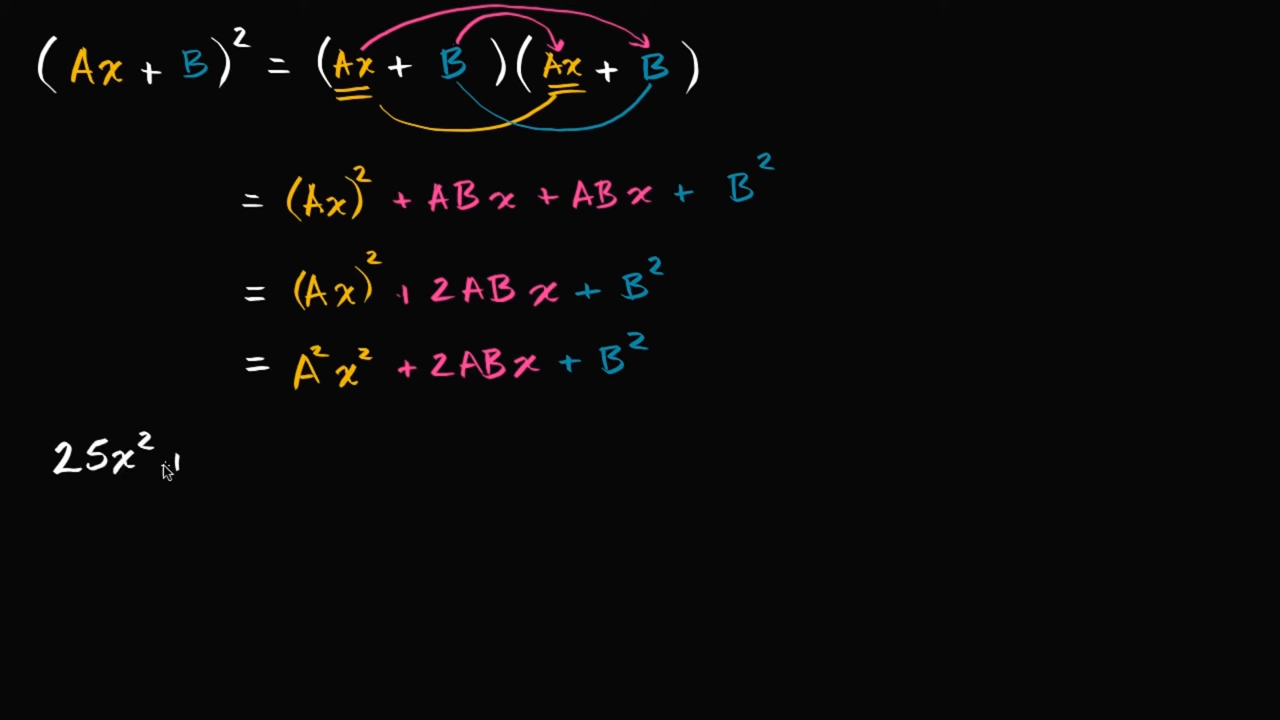 (Ax + B)² = (Ax + B)(Ax + B)
= (Ax)² + ABx + ABx + B²
= (Ax)² + 2ABx + B²
= A²x² + 2ABx + B²
25x²